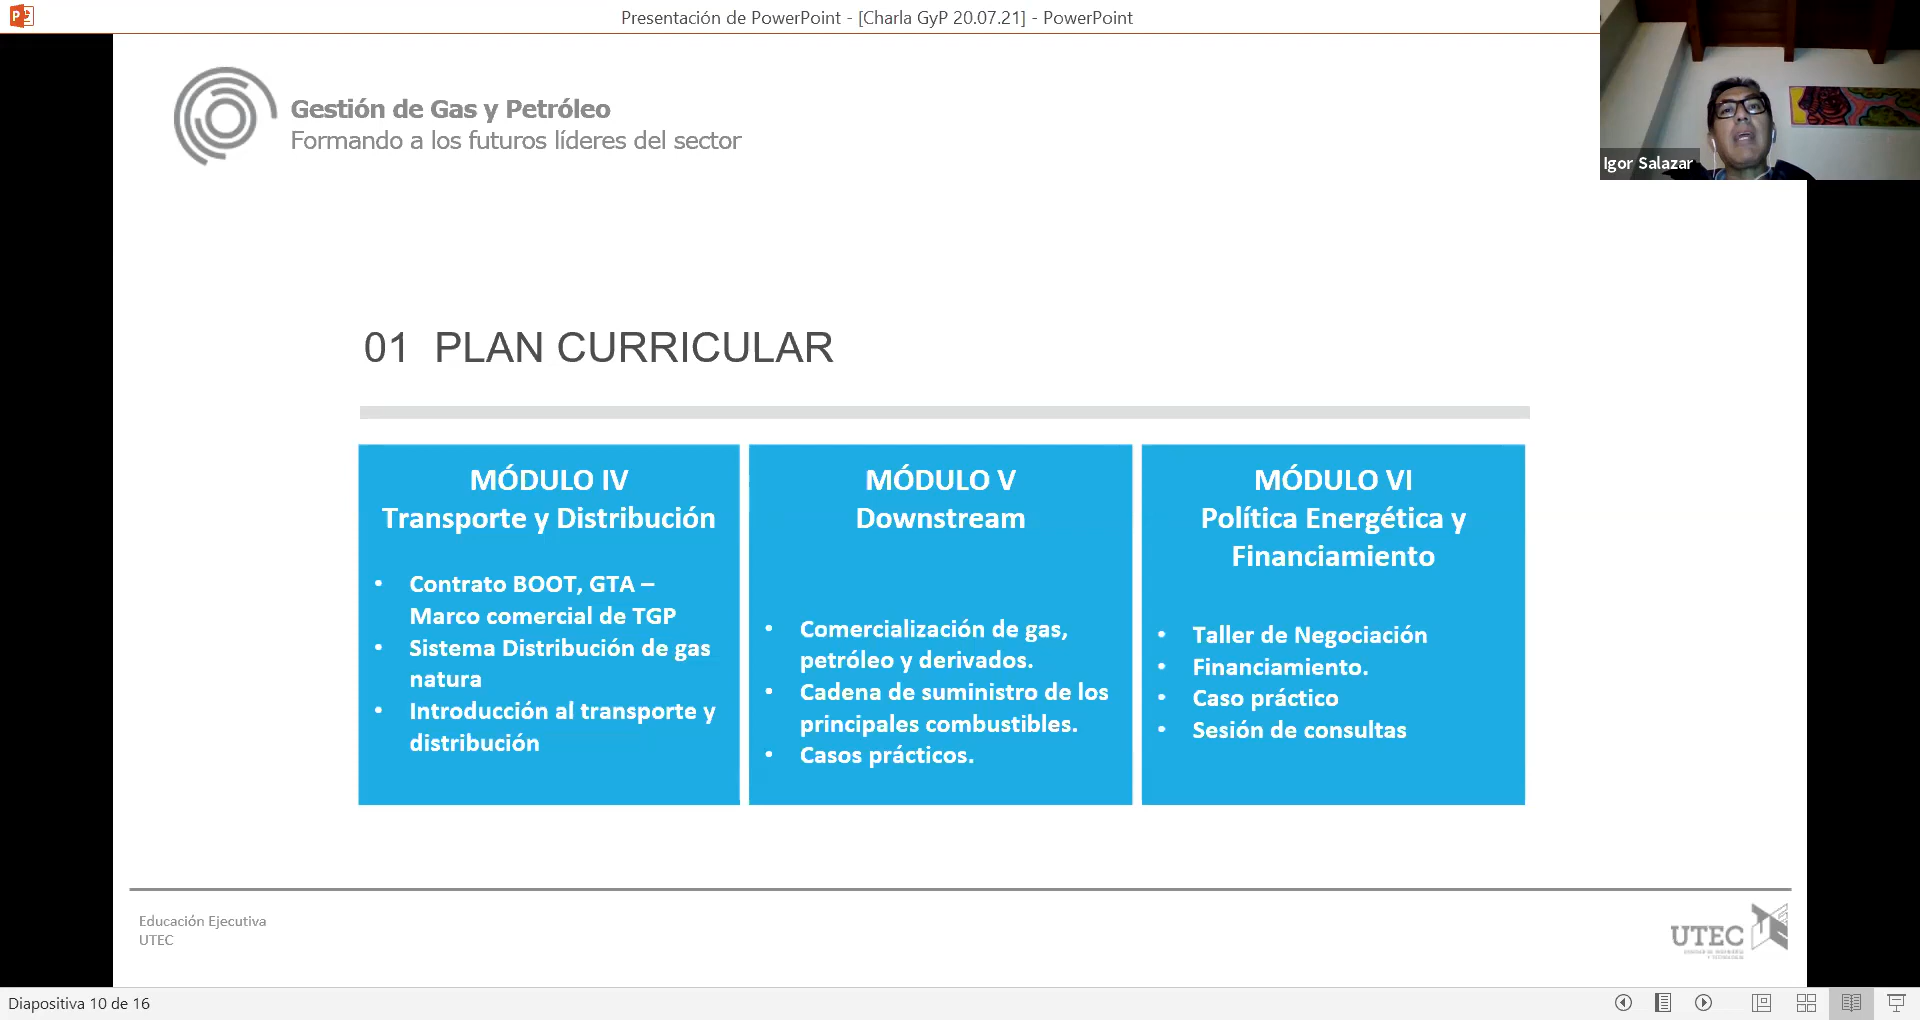 Presentación de PowerPoint - [Charla GyP 20.07.21] - PowerPoint
Gestión de Gas y Petróleo
Formando a los futuros líderes del sector
Igor Salazar
01 PLAN CURRICULAR
MÓDULO IV
Transporte y Distribución
• Contrato BOOT, GTA –
Marco comercial de TGP
• Sistema Distribución de gas
natura
• Introducción al transporte y
distribución
MÓDULO V
Downstream
• Comercialización de gas,
petróleo y derivados.
• Cadena de suministro de los
principales combustibles.
• Casos prácticos.
MÓDULO VI
Política Energética y
Financiamiento
• Taller de Negociación
• Financiamiento.
• Caso práctico
• Sesión de consultas
Educación Ejecutiva
UTEC
UTEC
Diapositiva 10 de 16